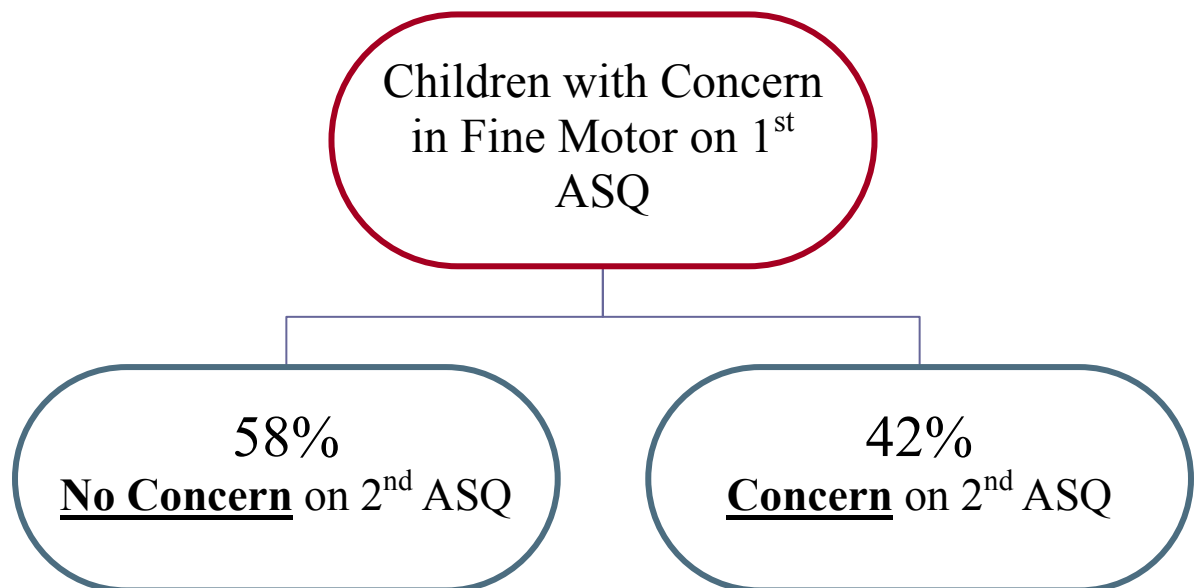 Children with Concern
in Fine Motor on 1st
ASQ
58%
No Concern on 2nd ASQ
42%
Concern on 2nd ASQ